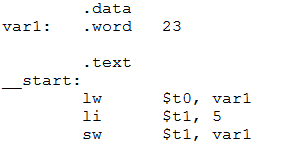 .data
var1: .word 23
.text
__start:
lw $t0, var1
li $t1, 5
sw $t1, var1